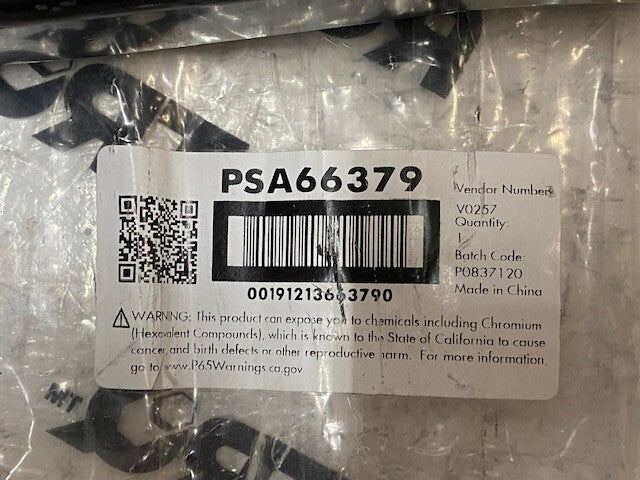 PSA66379
Vendor Number:
V0257
Quantity:
1
Batch Code:
P0837120
Made in China
00191213663790
WARNING: This product can expose you to chemicals including Chromium
(Hexavalent Compounds), which is known to the State of California to cause
cancer, and birth defects or other reproductive harm. For more information,
go to: www.P65Warnings.ca.gov
MT